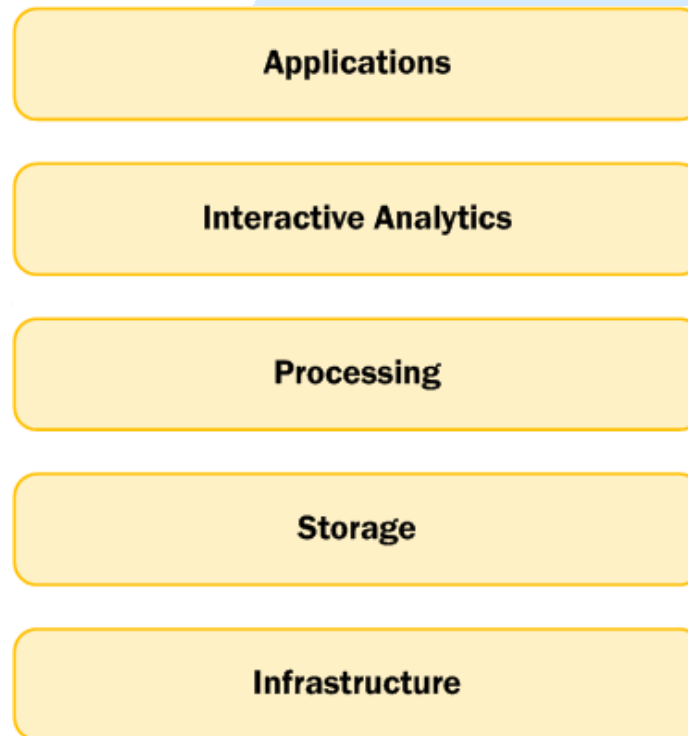 Applications
Interactive Analytics
Processing
Storage
Infrastructure